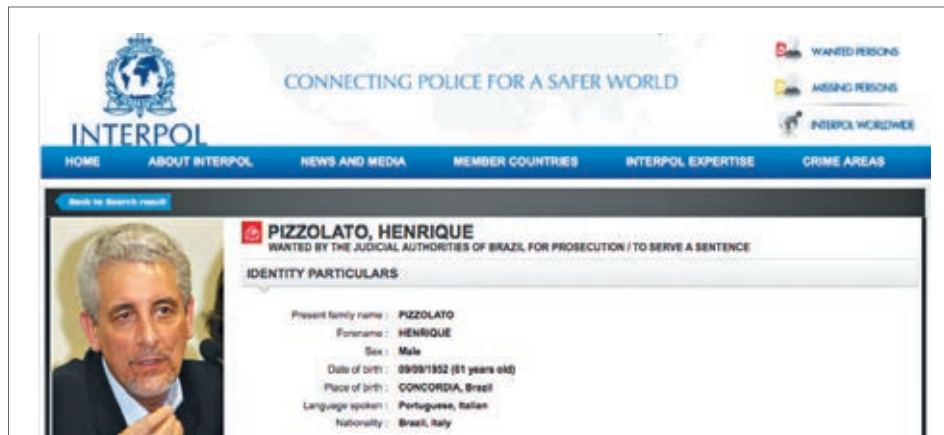 INTERPOL
CONNECTING POLICE FOR A SAFER WORLD
WANTED PERSONS
MISSING PERSONS
INTERPOL WORLDWIDE
HOME ABOUT INTERPOL NEWS AND MEDIA MEMBER COUNTRIES INTERPOL EXPERTISE CRIME AREAS
Back to Search result
PIZZOLATO, HENRIQUE
WANTED BY THE JUDICIAL AUTHORITIES OF BRAZIL FOR PROSECUTION / TO SERVE A SENTENCE
IDENTITY PARTICULARS
Present family name : PIZZOLATO
Forename : HENRIQUE
Sex : Male
Date of birth : 09/09/1952 (61 years old)
Place of birth : CONCORDIA, Brazil
Language spoken : Portuguese, Italian
Nationality : Brazil, Italy